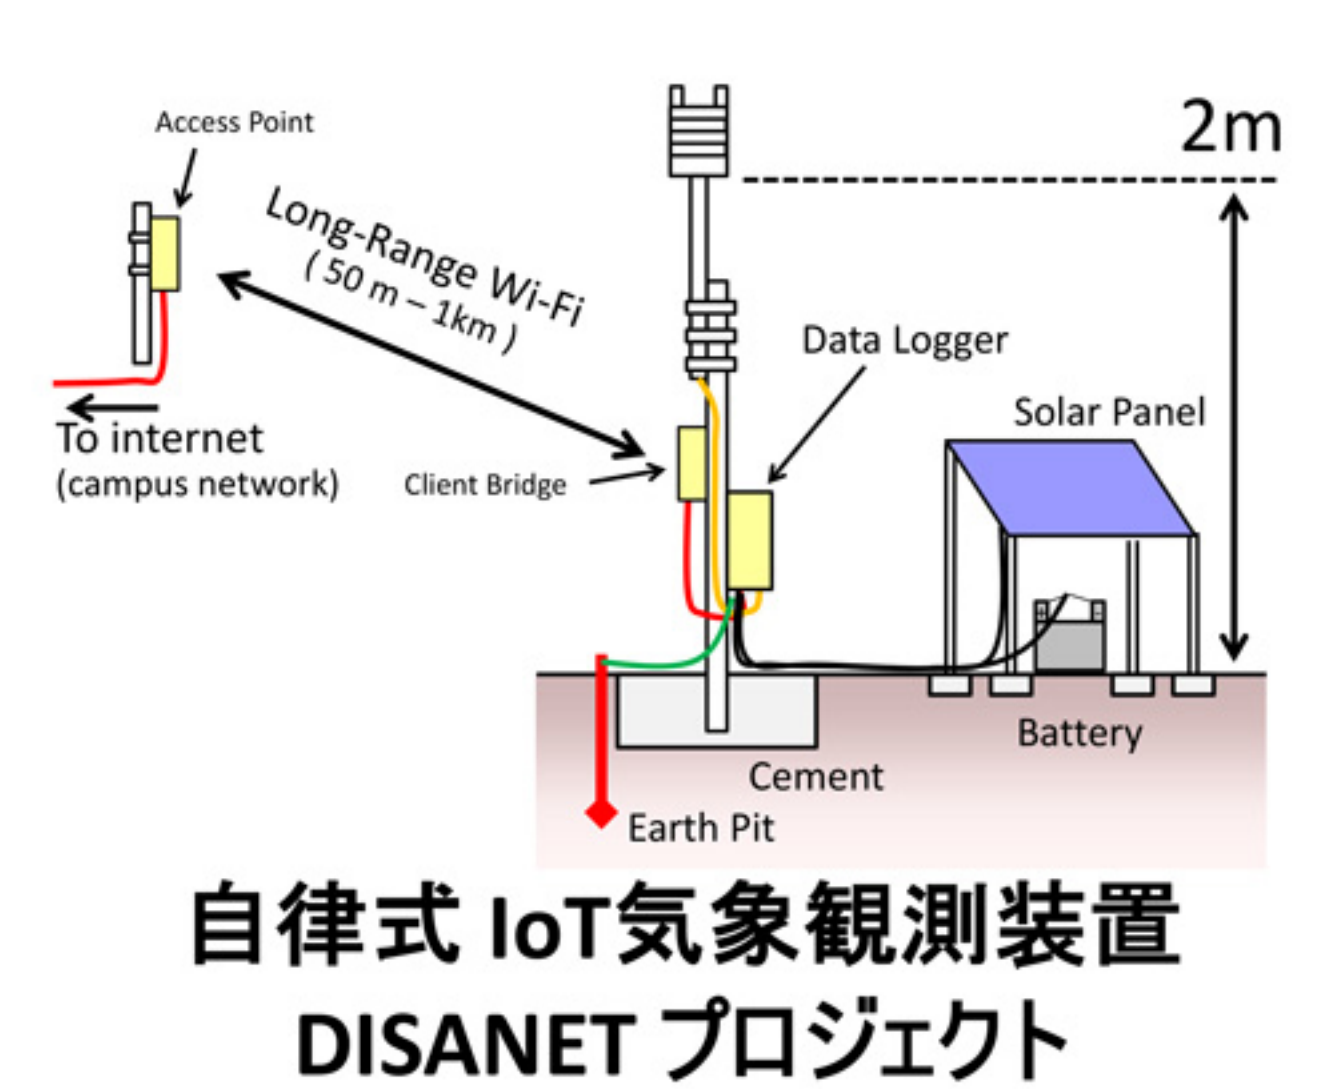 2m
Access Point
Long-Range Wi-Fi
( 50 m – 1km )
Data Logger
Solar Panel
To internet
(campus network)
Client Bridge
+ -
Battery
Cement
Earth Pit
自律式 IoT気象観測装置
DISANET プロジェクト